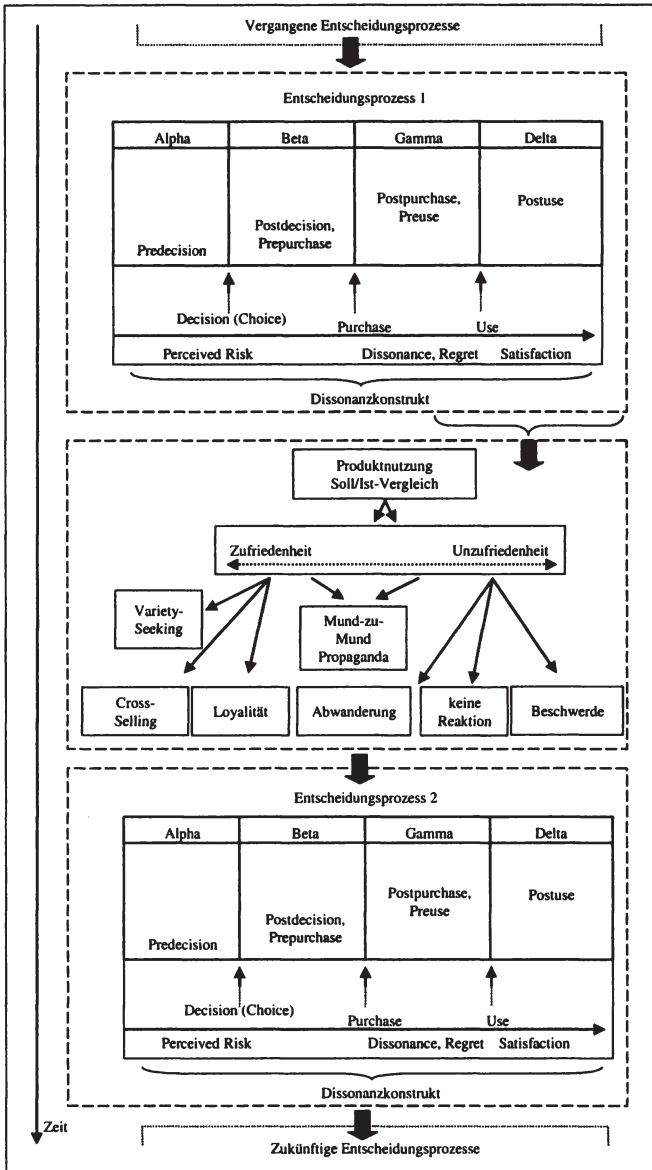 Vergangene Entscheidungsprozesse
Entscheidungsprozess 1
Alpha Beta Gamma Delta
Postpurchase,
Preuse
Postuse
Postdecision,
Prepurchase
Predecision
Decision (Choice)
Purchase
Use
Perceived Risk Dissonance, Regret Satisfaction
Dissonanzkonstrukt
Produktnutzung
Soll/Ist-Vergleich
Zufriedenheit Unzufriedenheit
Variety-
Seeking
Mund-zu-
Mund
Propaganda
Cross-
Selling
Loyalität
Abwanderung
keine
Reaktion
Beschwerde
Entscheidungsprozess 2
Alpha Beta Gamma Delta
Postpurchase,
Preuse
Postuse
Postdecision,
Prepurchase
Predecision
Decision (Choice)
Purchase
Use
Perceived Risk Dissonance, Regret Satisfaction
Dissonanzkonstrukt
Zeit
Zukünftige Entscheidungsprozesse